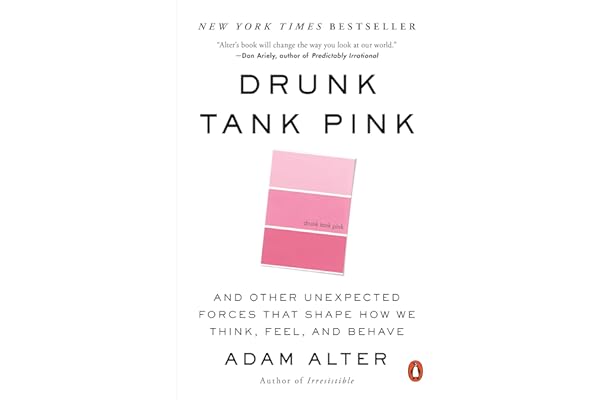 NEW YORK TIMES BESTSELLER
"Alter's book will change the way you look at our world."
—Dan Ariely, author of Predictably Irrational
DRUNK
TANK PINK
drunk tank pink
AND OTHER UNEXPECTED
FORCES THAT SHAPE HOW WE
THINK, FEEL, AND BEHAVE
ADAM ALTER
Author of Irresistible